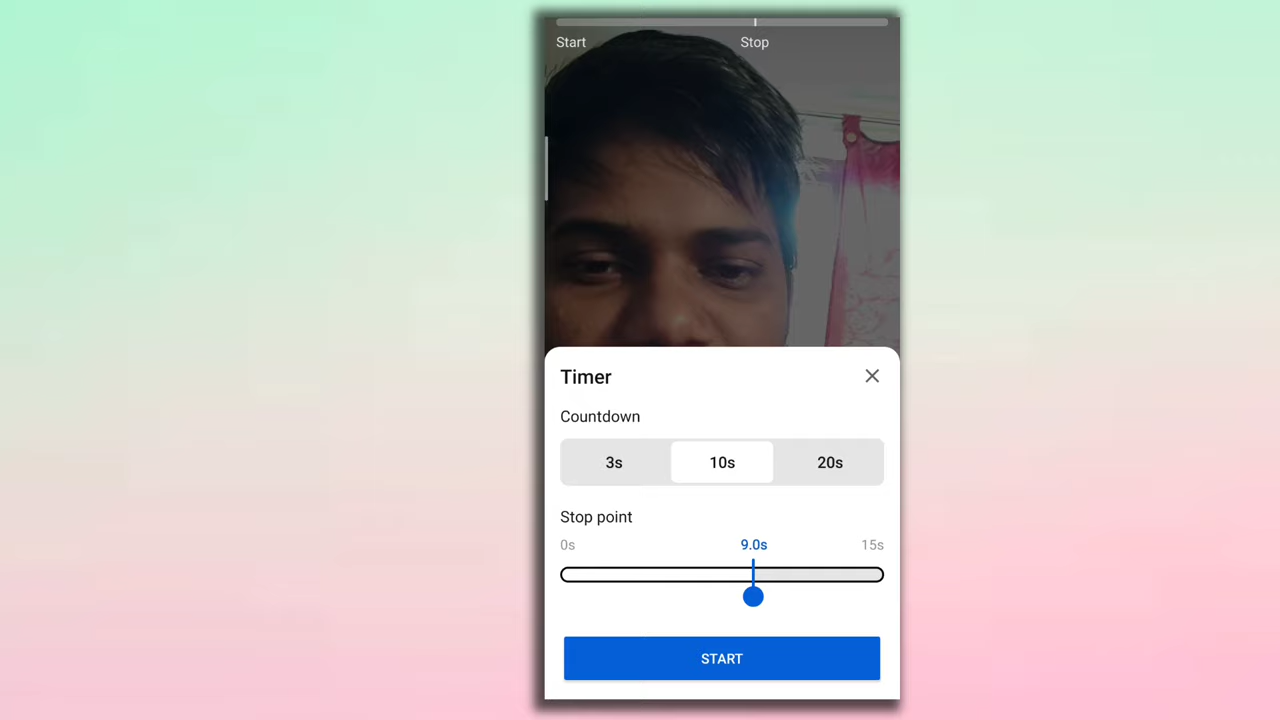 Start Stop
Timer
Countdown
3s 10s 20s
Stop point
0s 9.0s 15s
START